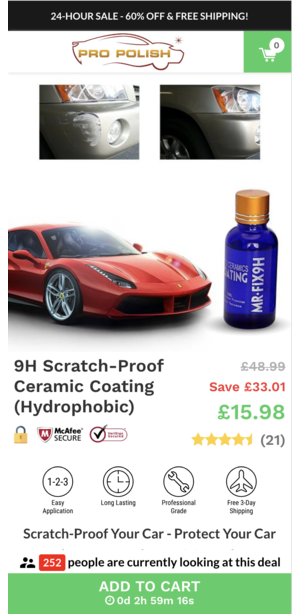 24-HOUR SALE - 60% OFF & FREE SHIPPING!
PRO POLISH
0
CERAMICS
COATING
MR-FIX9H
9H Scratch-Proof
Ceramic Coating
(Hydrophobic)
£48.99
Save £33.01
£15.98
McAfee
SECURE
(21)
1-2-3
Easy
Application
Long Lasting
Professional
Grade
Free 3-Day
Shipping
Scratch-Proof Your Car - Protect Your Car
252 people are currently looking at this deal
ADD TO CART
0d 2h 59m 16s